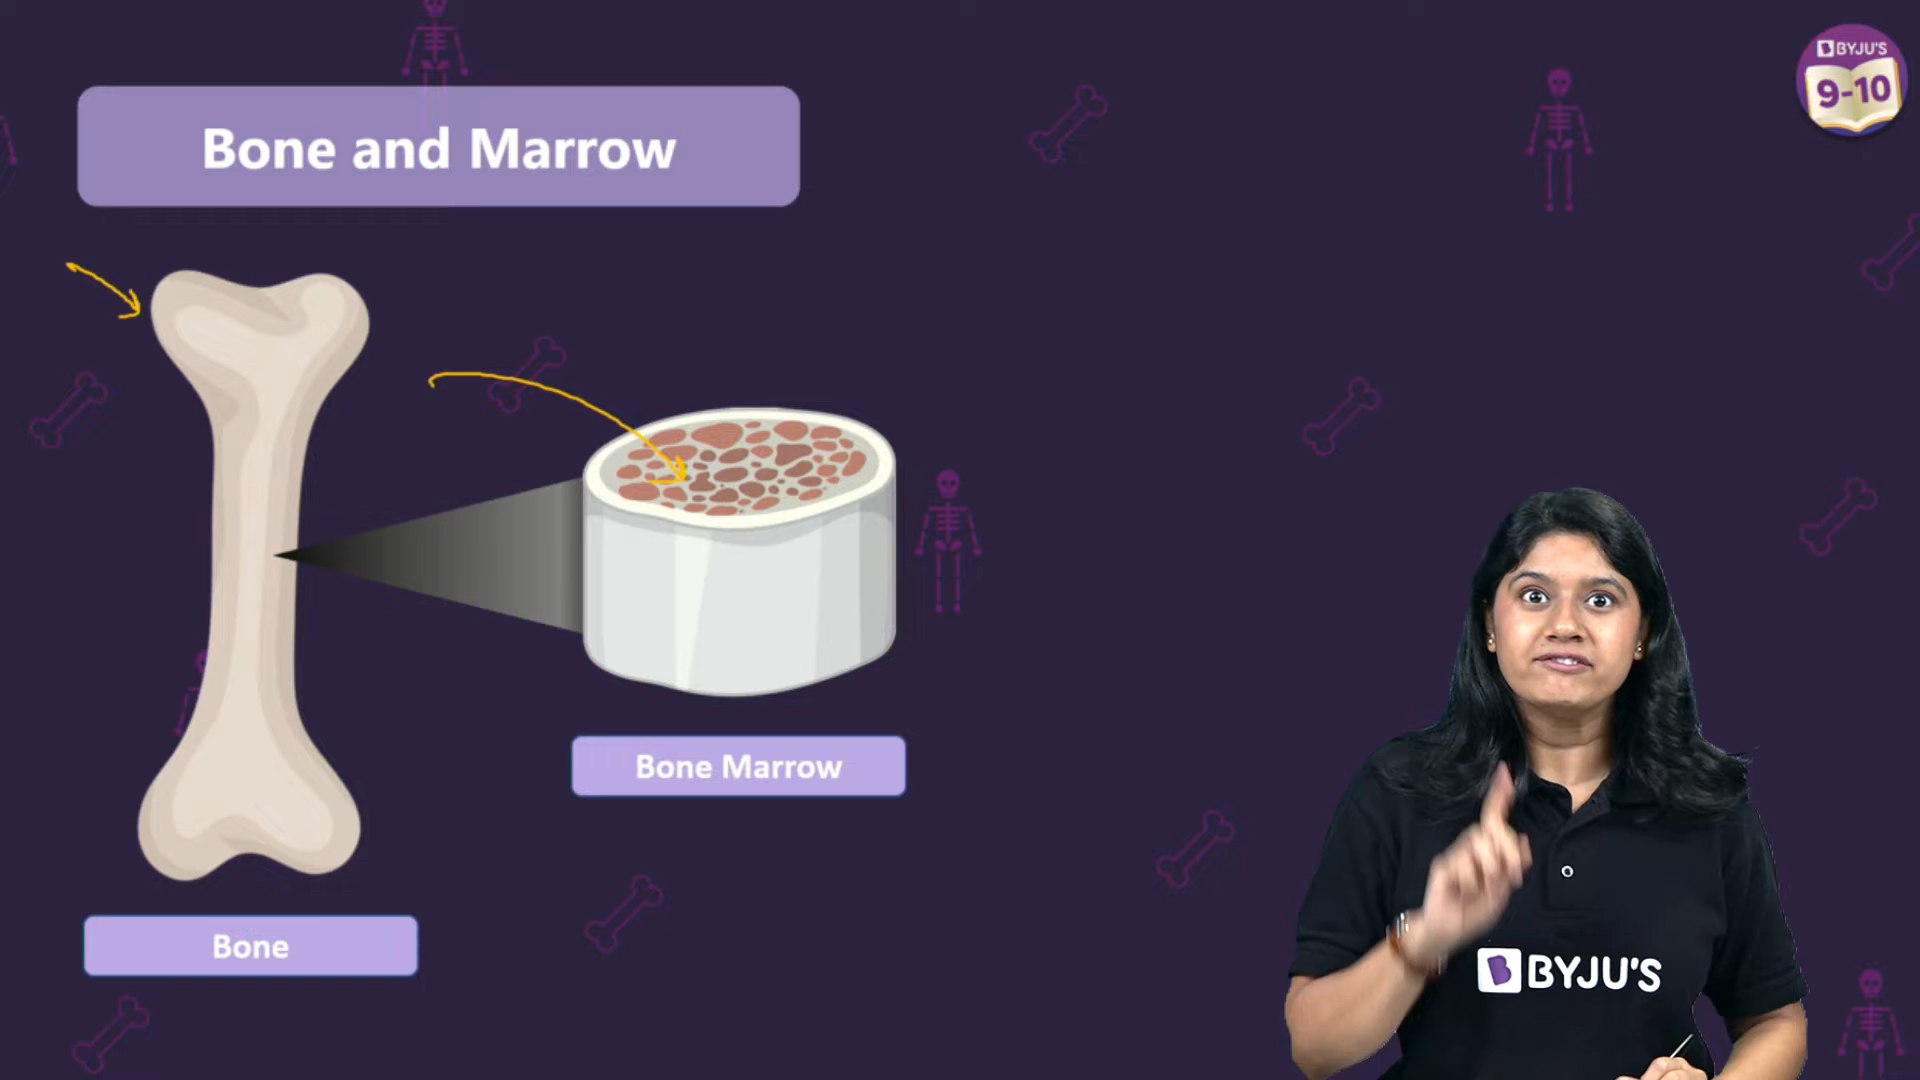 BYJU'S
9-10
Bone and Marrow
Bone Marrow
Bone
BYJU'S